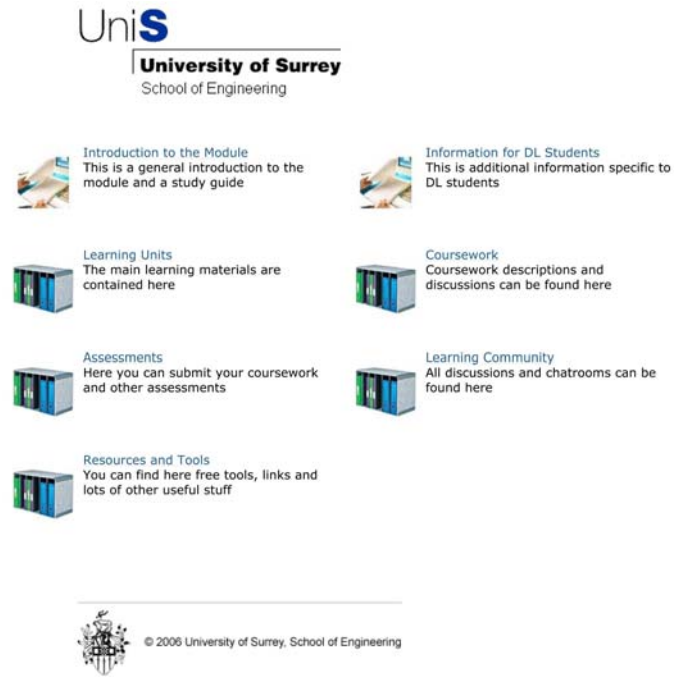 UniS
University of Surrey
School of Engineering
Introduction to the Module
This is a general introduction to the
module and a study guide
Information for DL Students
This is additional information specific to
DL students
Learning Units
The main learning materials are
contained here
Coursework
Coursework descriptions and
discussions can be found here
Assessments
Here you can submit your coursework
and other assessments
Learning Community
All discussions and chatrooms can be
found here
Resources and Tools
You can find here free tools, links and
lots of other useful stuff
© 2006 University of Surrey, School of Engineering